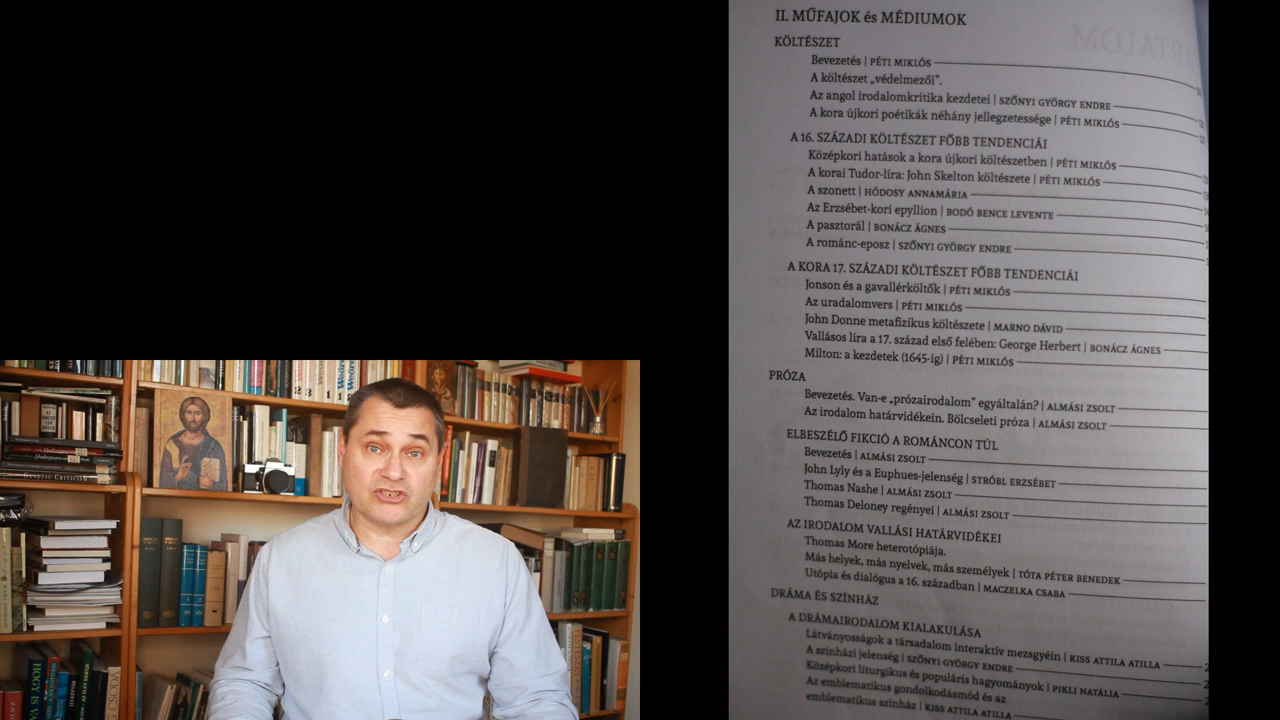 II. MŰFAJOK és MÉDIUMOK
KÖLTÉSZET
Bevezetés | PÉTI MIKLÓS
A költészet „védelmezői”.
Az angol irodalomkritika kezdetei | SZŐNYI GYÖRGY ENDRE
A kora újkori poétikák néhány jellegzetessége | PÉTI MIKLÓS
A 16. SZÁZADI KÖLTÉSZET FŐBB TENDENCIÁI
Középkori hatások a kora újkori költészetben | PÉTI MIKLÓS
A korai Tudor-líra: John Skelton költészete | PÉTI MIKLÓS
A szonett | HÓDOSY ANNAMÁRIA
Az Erzsébet-kori epyllion | BODÓ BENCE LEVENTE
A pasztorál | BONÁCZ ÁGNES
A románc-eposz | SZŐNYI GYÖRGY ENDRE
A KORA 17. SZÁZADI KÖLTÉSZET FŐBB TENDENCIÁI
Jonson és a gavallérköltők | PÉTI MIKLÓS
Az uradalomvers | PÉTI MIKLÓS
John Donne metafizikus költészete | MARNO DÁVID
Vallásos líra a 17. század első felében: George Herbert | BONÁCZ ÁGNES
Milton: a kezdetek (1645-ig) | PÉTI MIKLÓS
PRÓZA
Bevezetés. Van-e „prózairodalom” egyáltalán? | ALMÁSI ZSOLT
Az irodalom határvidékein. Bölcseleti próza | ALMÁSI ZSOLT
ELBESZÉLŐ FIKCIÓ A ROMÁNCON TÚL
Bevezetés | ALMÁSI ZSOLT
John Lyly és a Euphues-jelenség | STRÓBL ERZSÉBET
Thomas Nashe | ALMÁSI ZSOLT
Thomas Deloney regényei | ALMÁSI ZSOLT
AZ IRODALOM VALLÁSI HATÁRVIDÉKEI
Thomas More heterotópiája.
Más helyek, más nyelvek, más személyek | TÓTA PÉTER BENEDEK
Utópia és dialógus a 16. században | MACZELKA CSABA
DRÁMA ÉS SZÍNHÁZ
A DRÁMAIRODALOM KIALAKULÁSA
Látványosságok a társadalom interaktív mezsgyéin | KISS ATTILA ATILLA
A színházi jelenség | SZŐNYI GYÖRGY ENDRE
Középkori liturgikus és populáris hagyományok | PIKLI NATÁLIA
Az emblematikus gondolkodásmód és az
emblematikus színház | KISS ATTILA ATILLA
GENETIC CRITICISM
HOGY IS VA